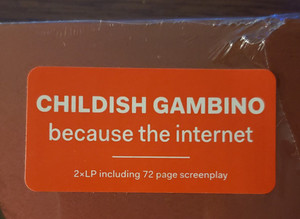 CHILDISH GAMBINO
because the internet
2×LP including 72 page screenplay